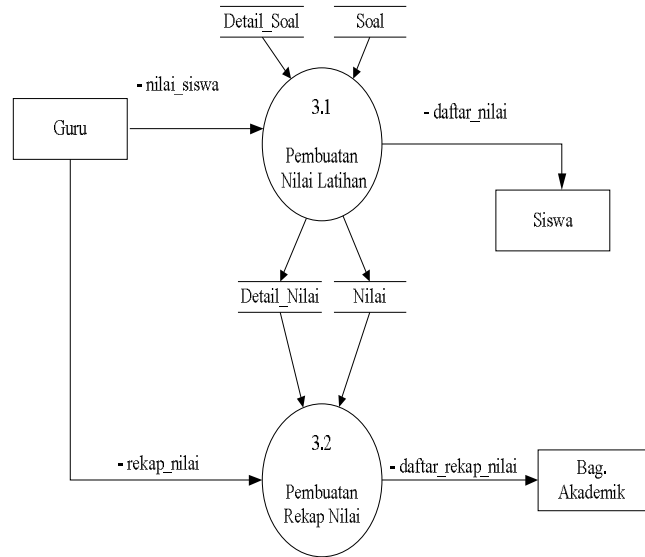 Detail_Soal
Soal
- nilai_siswa
Guru
3.1
Pembuatan
Nilai Latihan
- daftar_nilai
Siswa
Detail_Nilai
Nilai
3.2
Pembuatan
Rekap Nilai
- rekap_nilai
- daftar_rekap_nilai
Bag.
Akademik